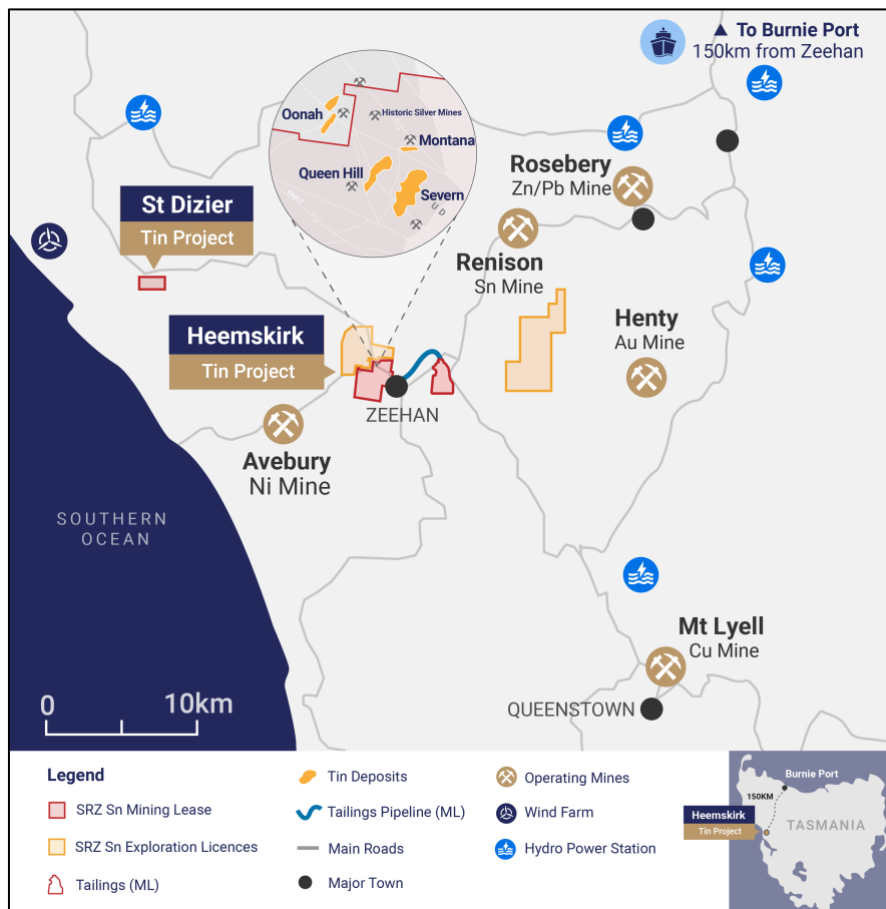 ▲ To Burnie Port
150km from Zeehan
Oonah
Historic Silver Mines
Montana
Queen Hill
Severn
St Dizier
Tin Project
Rosebery
Zn/Pb Mine
Renison
Sn Mine
Heemskirk
Tin Project
Henty
Au Mine
ZEEHAN
Avebury
Ni Mine
SOUTHERN
OCEAN
Mt Lyell
Cu Mine
QUEENSTOWN
0 10km
Legend
SRZ Sn Mining Lease
SRZ Sn Exploration Licences
Tailings (ML)
Tin Deposits
Tailings Pipeline (ML)
Main Roads
Major Town
Operating Mines
Wind Farm
Hydro Power Station
Burnie Port
150KM
Heemskirk
Tin Project
TASMANIA